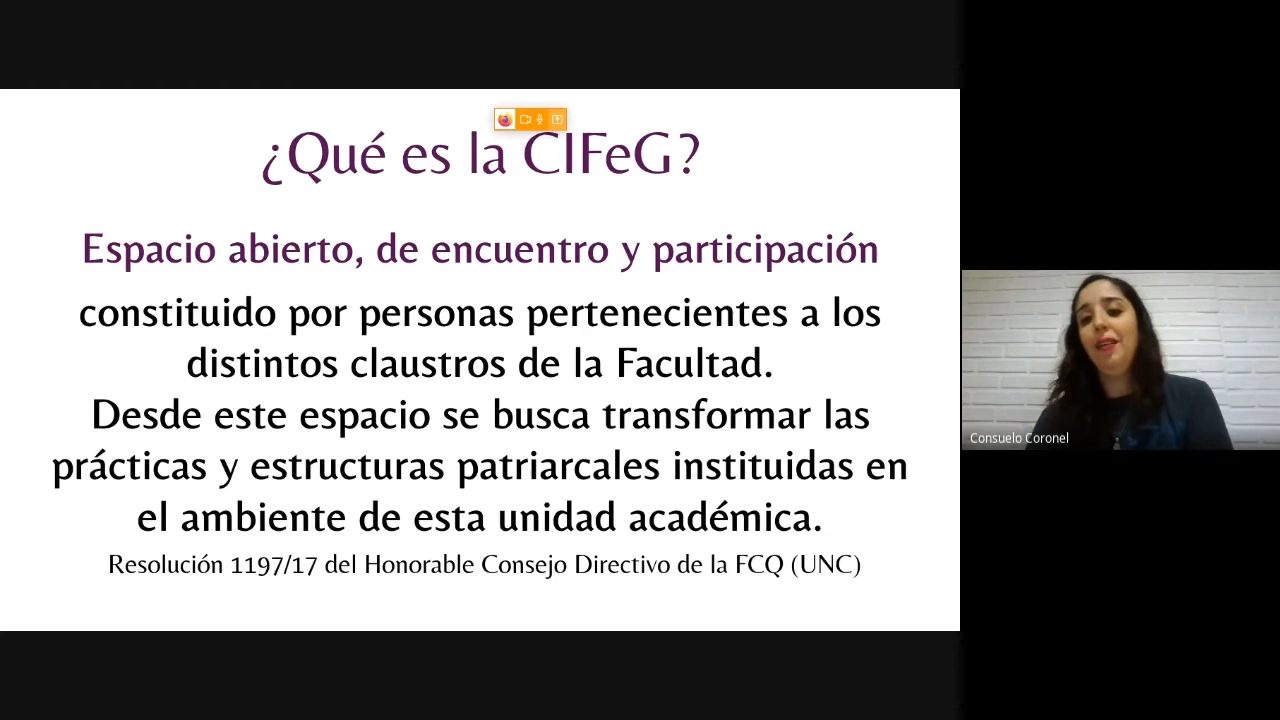 ¿Qué es la CIFeG?
Espacio abierto, de encuentro y participación
constituido por personas pertenecientes a los
distintos claustros de la Facultad.
Desde este espacio se busca transformar las
prácticas y estructuras patriarcales instituidas en
el ambiente de esta unidad académica.
Resolución 1197/17 del Honorable Consejo Directivo de la FCQ (UNC)
Consuelo Coronel